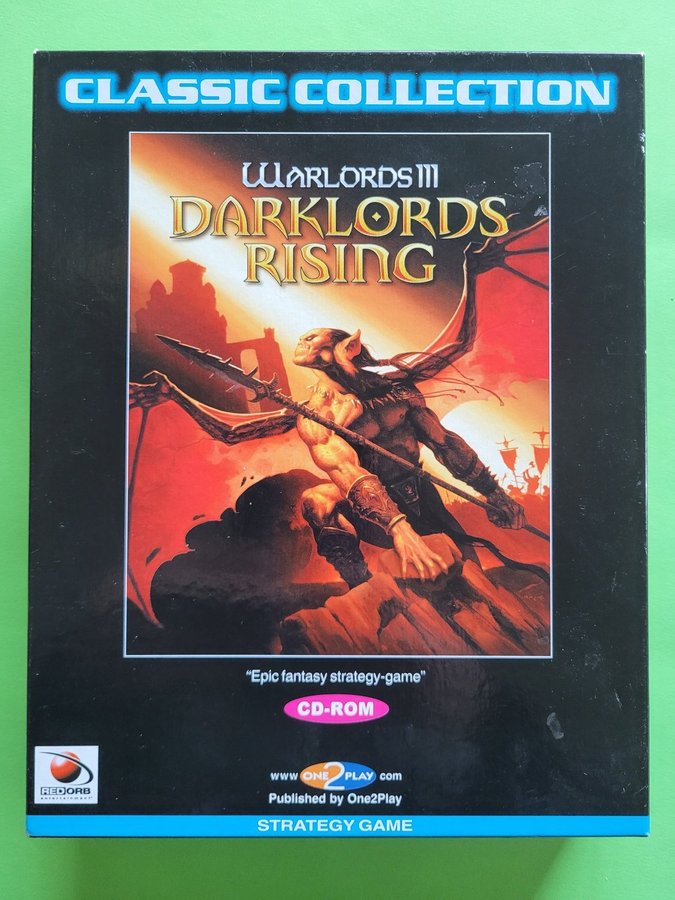 CLASSIC COLLECTION
WARLORDS III
DARKLORDS
RISING
"Epic fantasy strategy-game"
CD-ROM
REDORB
entertainment
www ONE2PLAY com
Published by One2Play
STRATEGY GAME